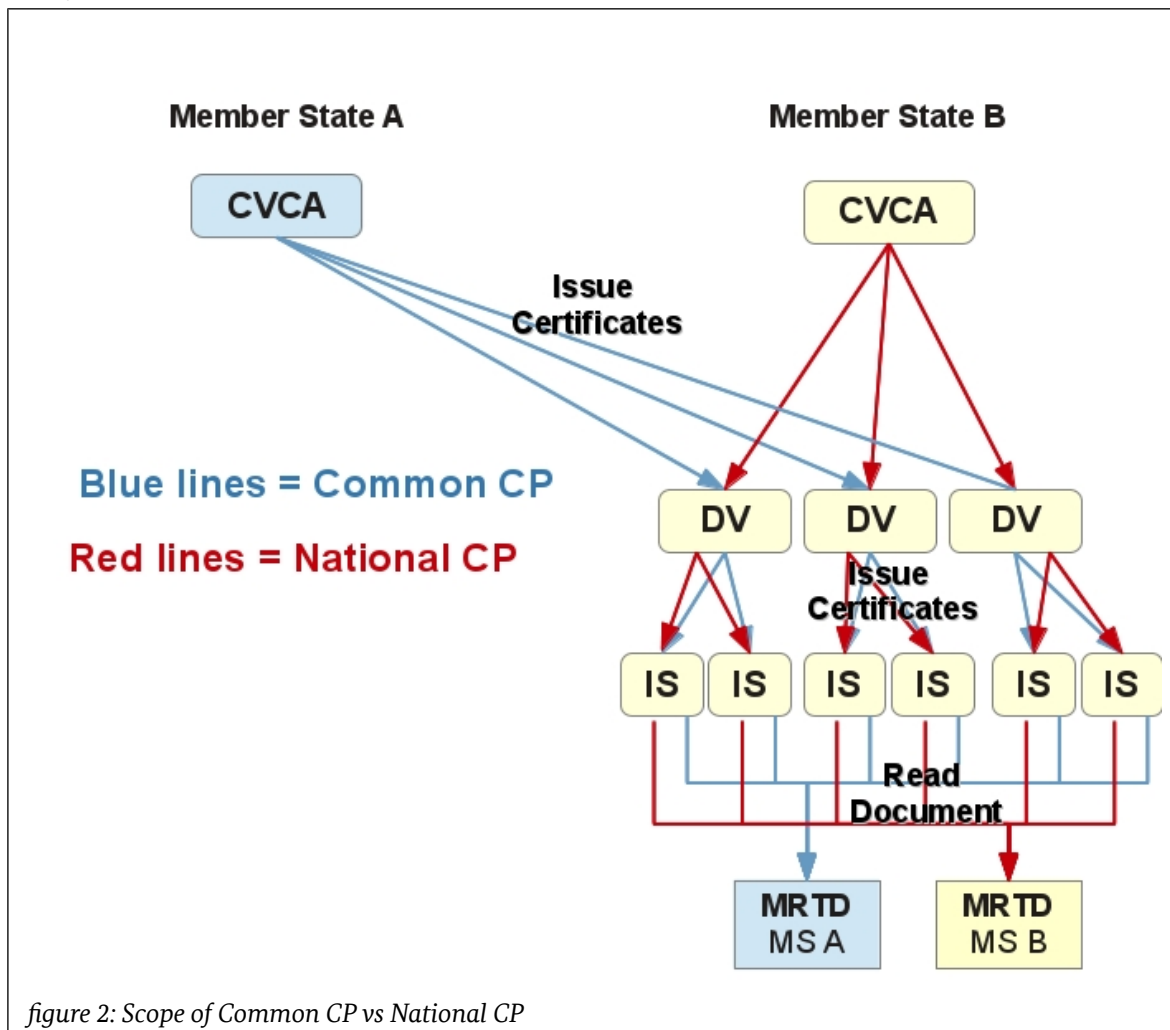 Member State A
Member State B
CVCA
CVCA
Issue
Certificates
Blue lines = Common CP
Red lines = National CP
DV
DV
DV
Issue
Certificates
IS
IS
IS
IS
IS
IS
Read
Document
MRTD
MS A
MRTD
MS B
figure 2: Scope of Common CP vs National CP